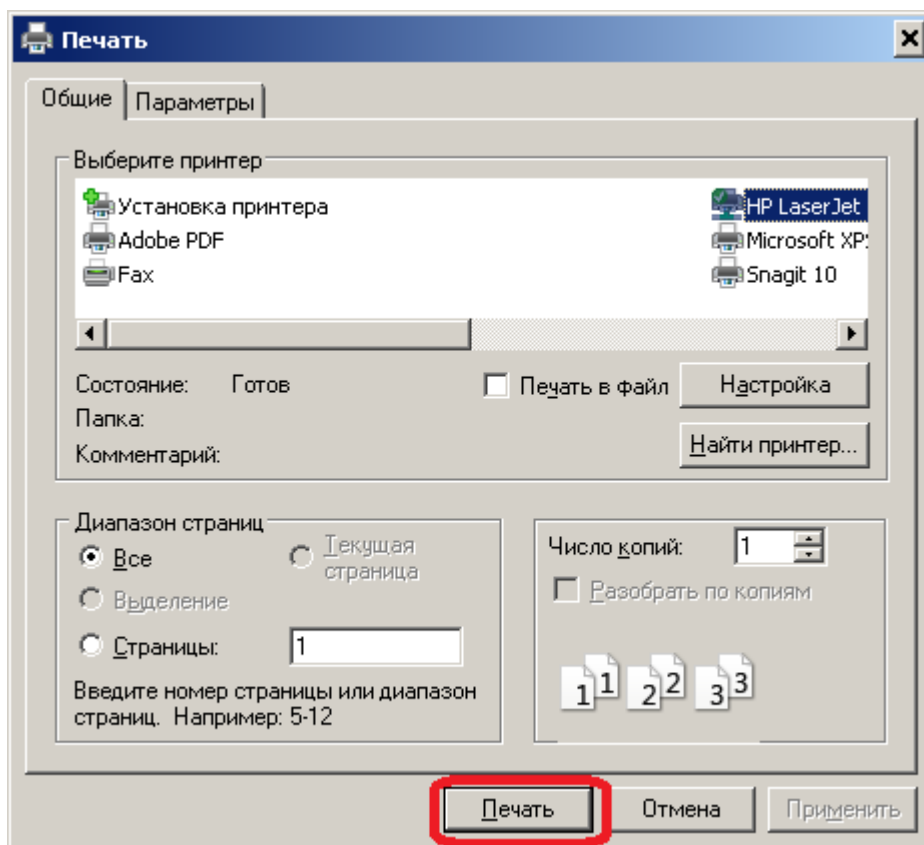 Печать
Общие
Параметры
Выберите принтер
Установка принтера
HP LaserJet
Adobe PDF
Microsoft XPS
Fax
Snagit 10
Состояние: Готов
Печать в файл
Настройка
Папка:
Комментарий:
Найти принтер...
Диапазон страниц
Все
Текущая
страница
Выделение
Страницы: 1
Введите номер страницы или диапазон
страниц. Например: 5-12
Число копий: 1
Разобрать по копиям
1 1 2 2 3 3
Печать
Отмена
Применить